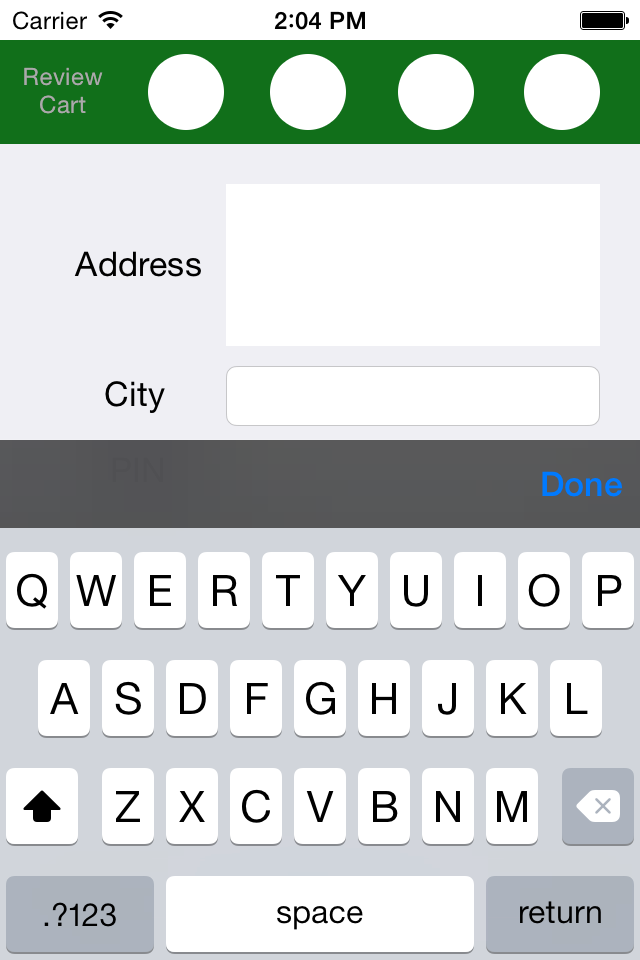 Carrier 2:04 PM
Review
Cart
Address
City
PIN
Done
Q W E R T Y U I O P
A S D F G H J K L
Z X C V B N M
.?123 space return